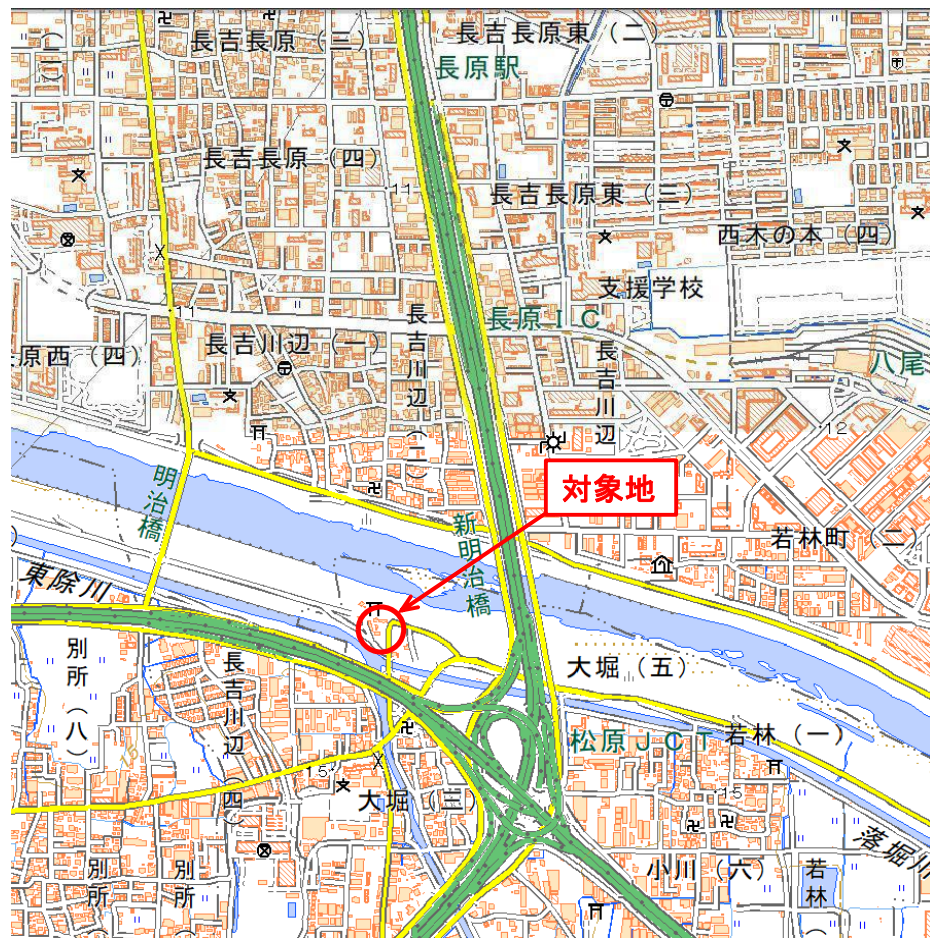 長吉長原（三）
長吉長原東（二）
長原駅
長吉長原（四）
11
長吉長原東（三）
西木の本（四）
支援学校
11
長原ＩＣ
長吉川辺（一）
長吉川辺（二）
長吉川辺
八尾
原西（四）
12
対象地
明治橋
新明治橋
若林町（二）
東除川
別所（八）
長吉川辺（四）
大堀（五）
松原ＪＣＴ
若林（一）
15
大堀（三）
15
落堀川
小川（六）
若林
別所
別所